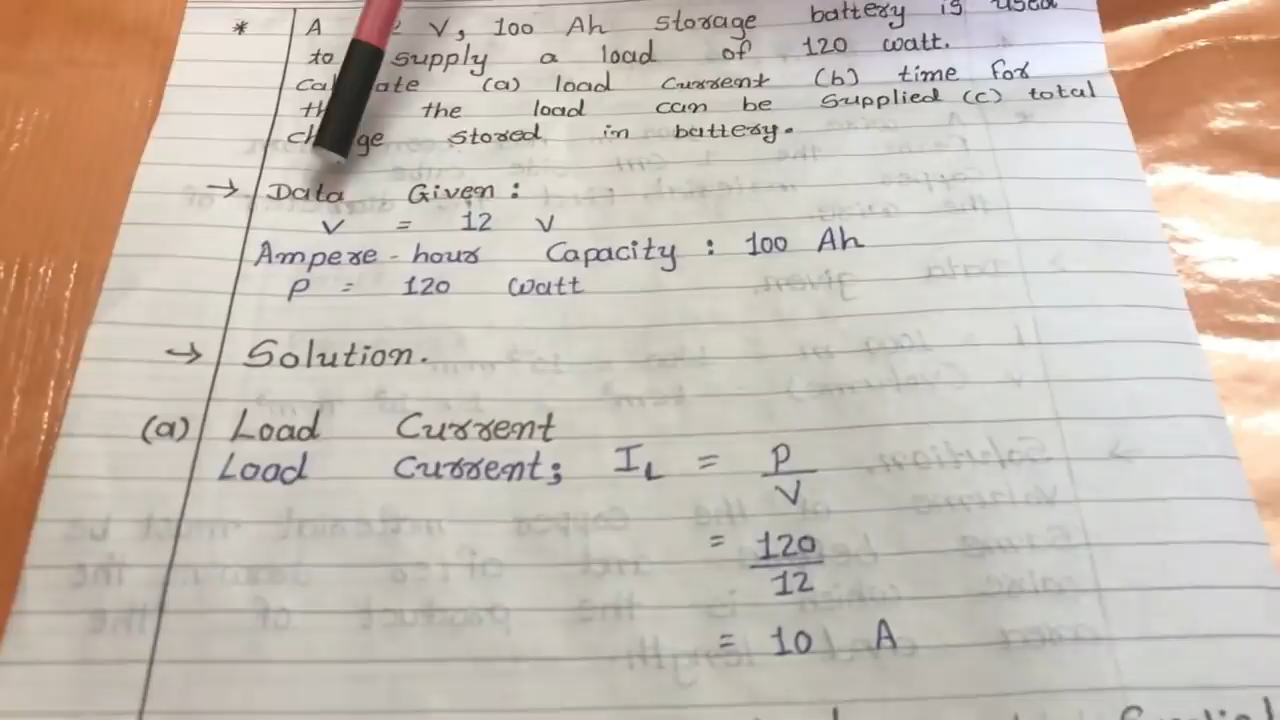 * A V, 100 Ah storage battery is used
to supply a load of 120 watt.
ate (a) load Current (b) time for
the load can be supplied (c) total
stored in battery.
→ Data Given :
V = 12 V
Ampere - hour Capacity : 100 Ah
P = 120 watt
→ Solution.
(a) Load Current
Load Current; I_L = P
V
= 120
12
= 10 A